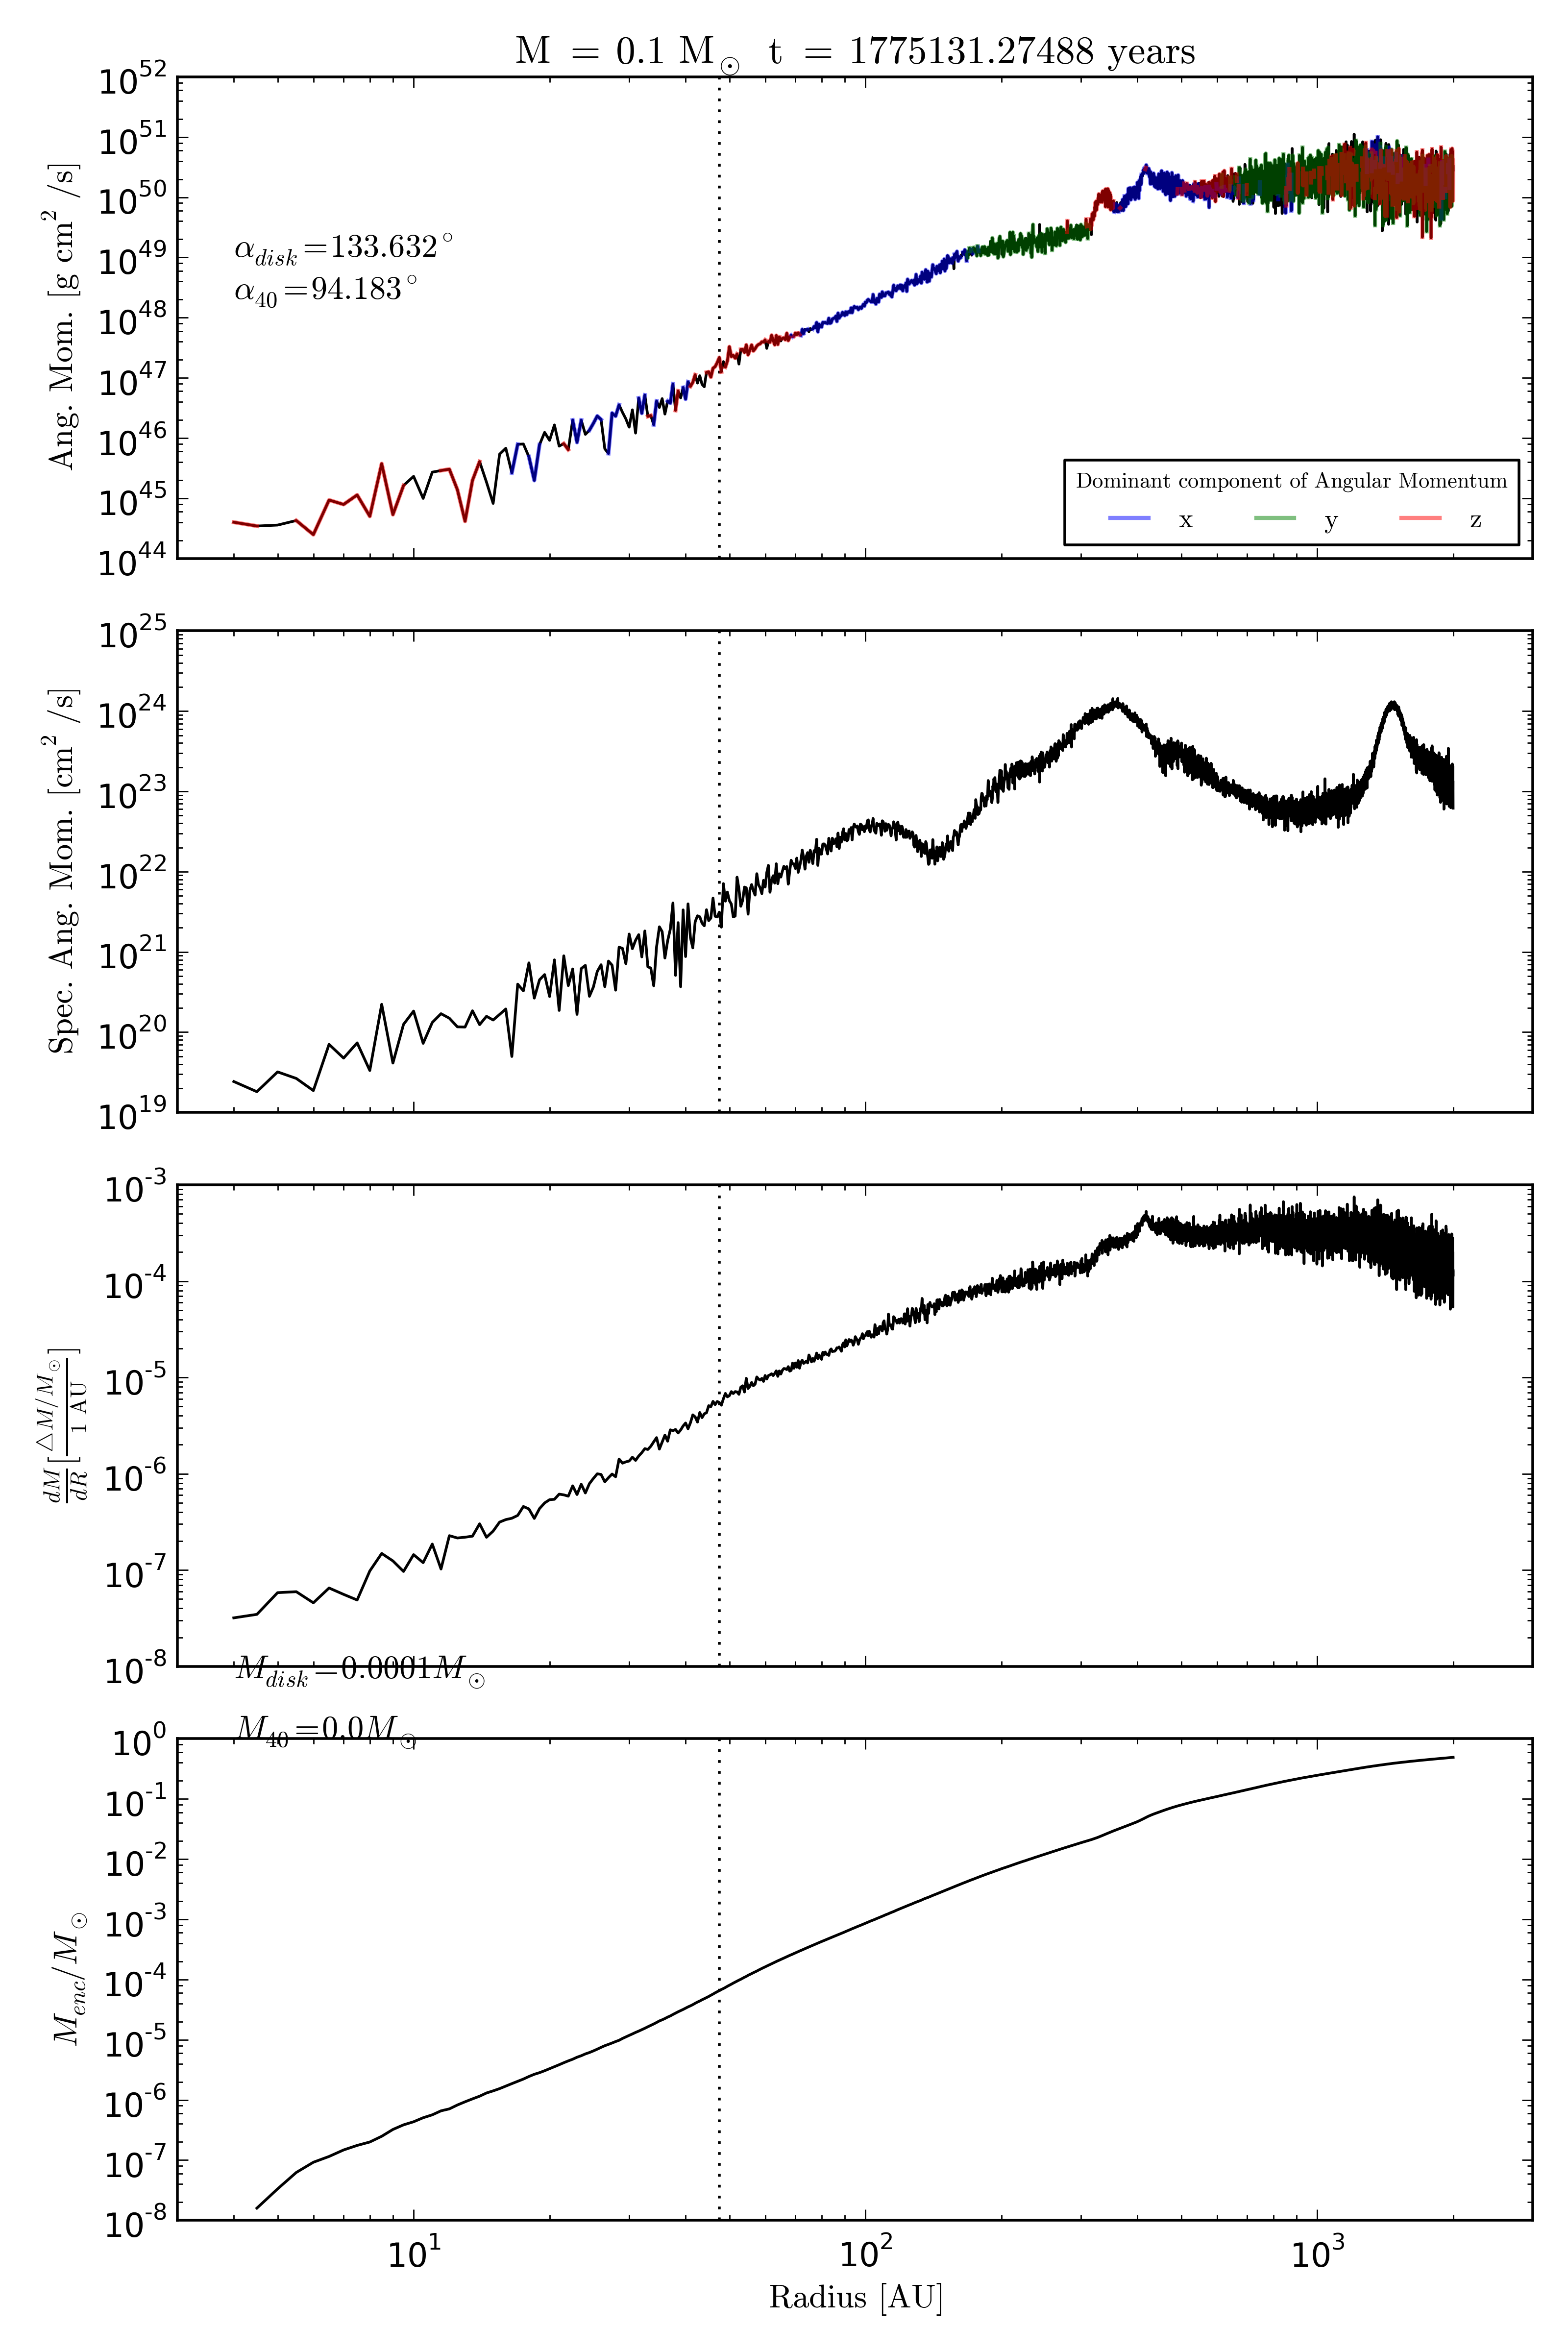 M = 0.1 M⊙ t = 1775131.27488 years
10^52
10^51
10^50
10^49
10^48
10^47
10^46
10^45
10^44
Ang. Mom. [g cm^2 /s]
α_disk=133.632°
α_40=94.183°
Dominant component of Angular Momentum
x y z
10^25
10^24
10^23
10^22
10^21
10^20
10^19
Spec. Ang. Mom. [cm^2 /s]
10^-3
10^-4
10^-5
10^-6
10^-7
10^-8
dM/dR [△M/M⊙ / 1 AU]
M_disk=0.0001M⊙
M_40=0.0M⊙
10^0
10^-1
10^-2
10^-3
10^-4
10^-5
10^-6
10^-7
10^-8
M_enc/M⊙
10^1 10^2 10^3
Radius [AU]